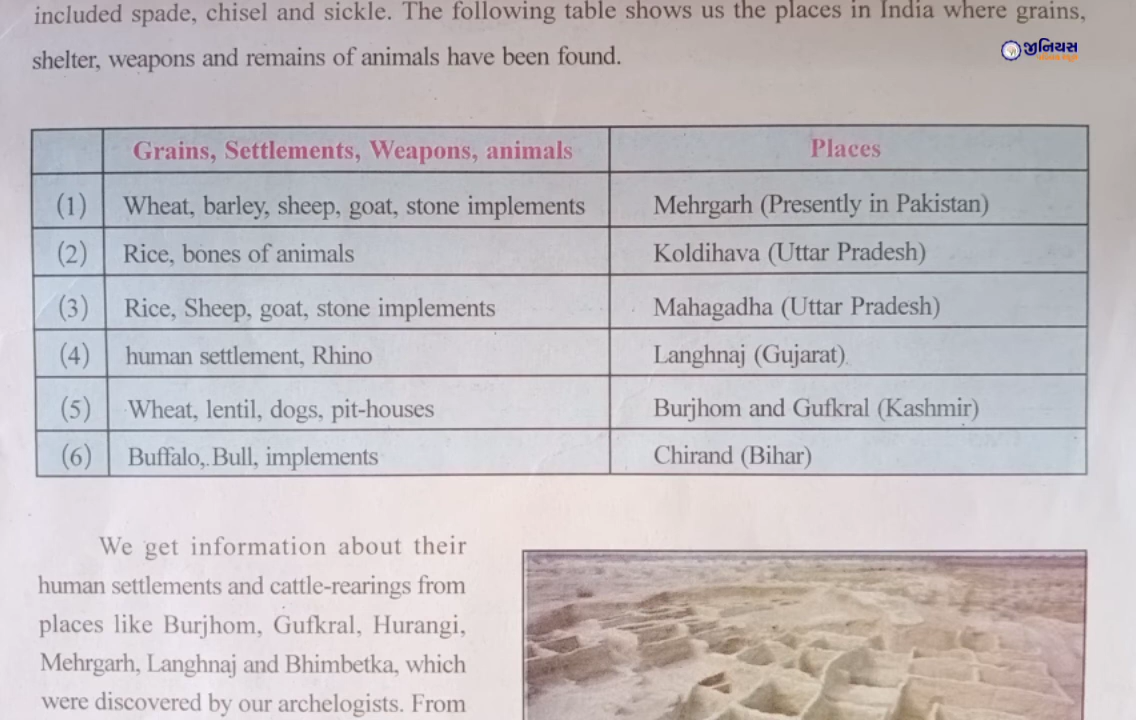 included spade, chisel and sickle. The following table shows us the places in India where grains,
shelter, weapons and remains of animals have been found.
જીનિયસ
Grains, Settlements, Weapons, animals Places
(1) Wheat, barley, sheep, goat, stone implements Mehrgarh (Presently in Pakistan)
(2) Rice, bones of animals Koldihava (Uttar Pradesh)
(3) Rice, Sheep, goat, stone implements Mahagadha (Uttar Pradesh)
(4) human settlement, Rhino Langhnaj (Gujarat)
(5) Wheat, lentil, dogs, pit-houses Burjhom and Gufkral (Kashmir)
(6) Buffalo, Bull, implements Chirand (Bihar)
We get information about their
human settlements and cattle-rearings from
places like Burjhom, Gufkral, Hurangi,
Mehrgarh, Langhnaj and Bhimbetka, which
were discovered by our archelogists. From